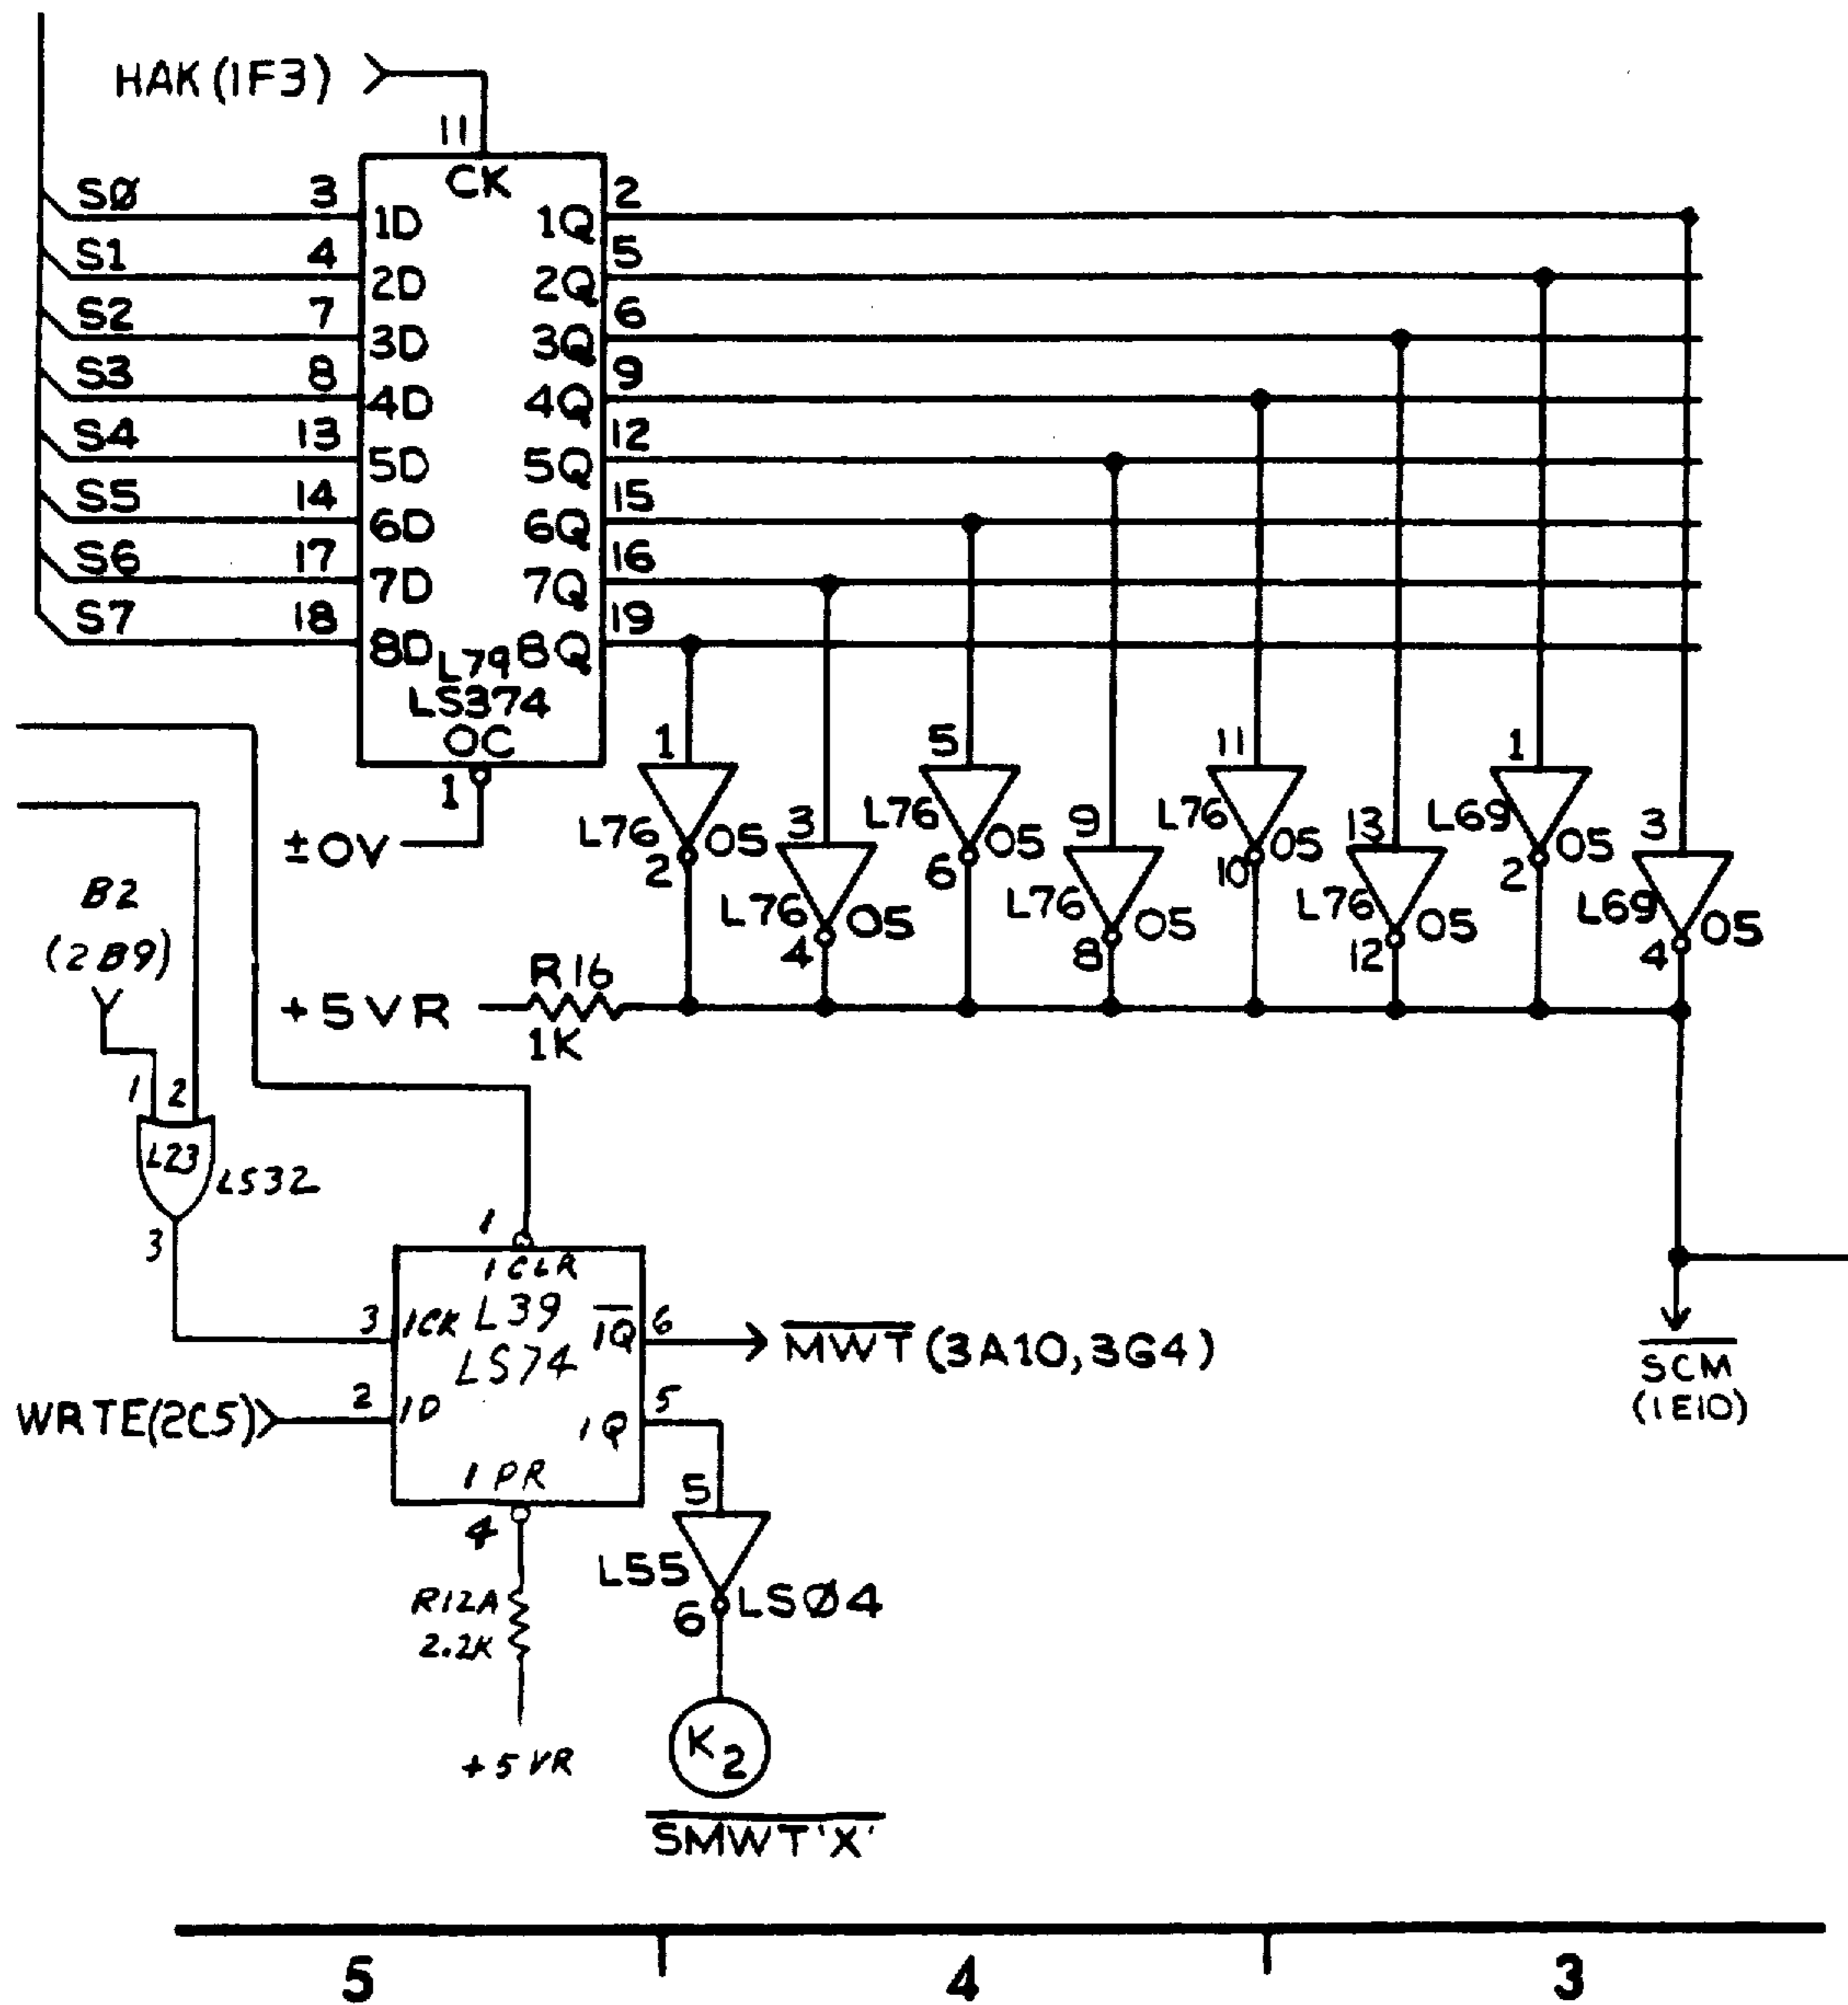 HAK(1F3)
11
CK
SØ 3 1D 1Q 2
S1 4 2D 2Q 5
S2 7 3D 3Q 6
S3 8 4D 4Q 9
S4 13 5D 5Q 12
S5 14 6D 6Q 15
S6 17 7D 7Q 16
S7 18 8D 8Q 19
L79
LS374
OC
1
±0V
1 L76 05 2
3 L76 05 4
5 L76 05 6
9 L76 05 8
11 L76 05 10
13 L76 05 12
1 L69 05 2
3 L69 05 4
B2
(2B9)
+5VR
R16
1K
1 2
L23
LS32
3
1
1CLR
L39
LS74
3 1CK
1Q 6
MWT(3A10,3G4)
WRTE(2C5)
2 1D
1Q 5
1PR
4
R12A
2.2K
+5VR
5
L55
LSØ4
6
K2
SMWT'X'
SCM
(1E10)
5 4 3